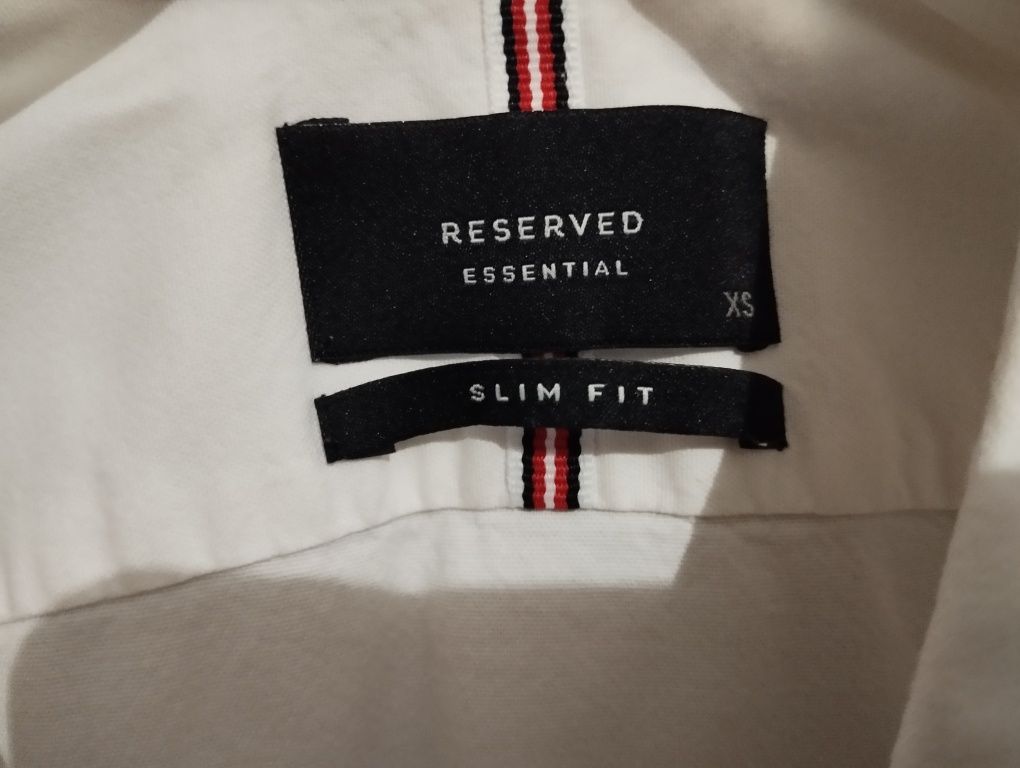 RESERVED
ESSENTIAL
XS
SLIM FIT